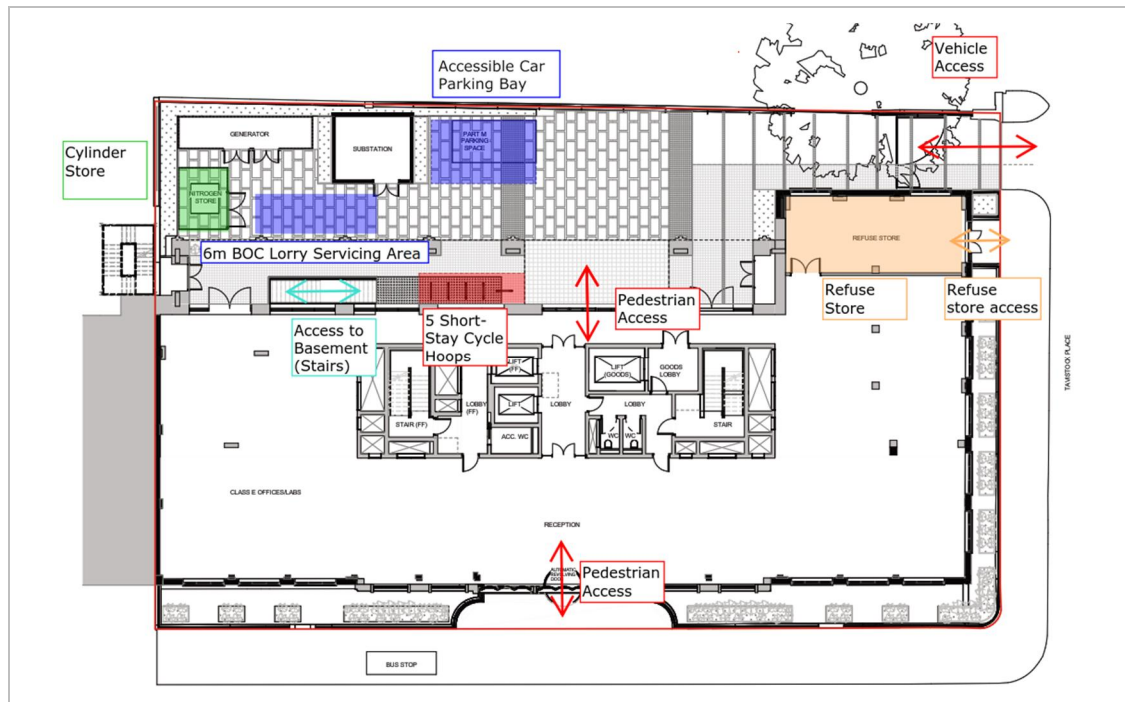 Vehicle
Access
Accessible Car
Parking Bay
GENERATOR
SUBSTATION
PART M
PARKING
SPACE
Cylinder
Store
NITROGEN
STORE
REFUSE STORE
6m BOC Lorry Servicing Area
Refuse
Store
Refuse
store access
Pedestrian
Access
5 Short-
Stay Cycle
Hoops
Access to
Basement
(Stairs)
TAVISTOCK PLACE
LIFT
(FF)
LIFT
(GOODS)
GOODS
LOBBY
LOBBY
(FF)
LIFT
LOBBY
LOBBY
STAIR (FF)
ACC. WC
WC
WC
STAIR
CLASS E OFFICES/LABS
RECEPTION
AUTOMATIC
REVOLVING
DOOR
Pedestrian
Access
BUS STOP